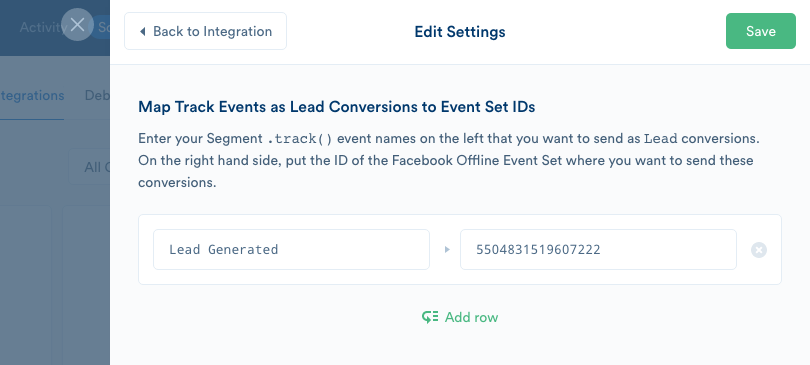 Activity
Back to Integration
Edit Settings
Save
tegrations Deb
All
Map Track Events as Lead Conversions to Event Set IDs
Enter your Segment .track() event names on the left that you want to send as Lead conversions.
On the right hand side, put the ID of the Facebook Offline Event Set where you want to send these
conversions.
Lead Generated
5504831519607222
Add row